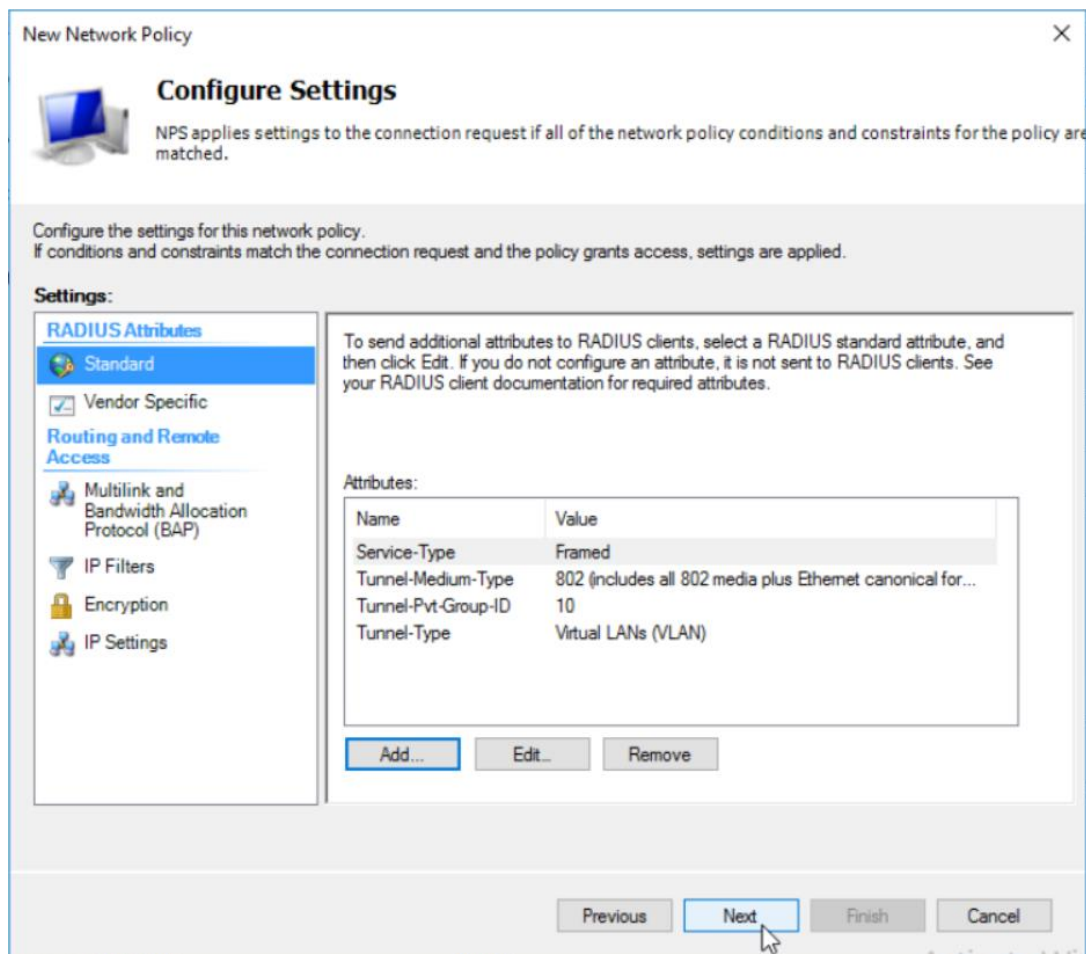 New Network Policy
Configure Settings
NPS applies settings to the connection request if all of the network policy conditions and constraints for the policy are
matched.
Configure the settings for this network policy.
If conditions and constraints match the connection request and the policy grants access, settings are applied.
Settings:
RADIUS Attributes
Standard
Vendor Specific
Routing and Remote
Access
Multilink and
Bandwidth Allocation
Protocol (BAP)
IP Filters
Encryption
IP Settings
To send additional attributes to RADIUS clients, select a RADIUS standard attribute, and
then click Edit. If you do not configure an attribute, it is not sent to RADIUS clients. See
your RADIUS client documentation for required attributes.
Attributes:
Name Value
Service-Type Framed
Tunnel-Medium-Type 802 (includes all 802 media plus Ethernet canonical for...
Tunnel-Pvt-Group-ID 10
Tunnel-Type Virtual LANs (VLAN)
Add... Edit... Remove
Previous Next Finish Cancel